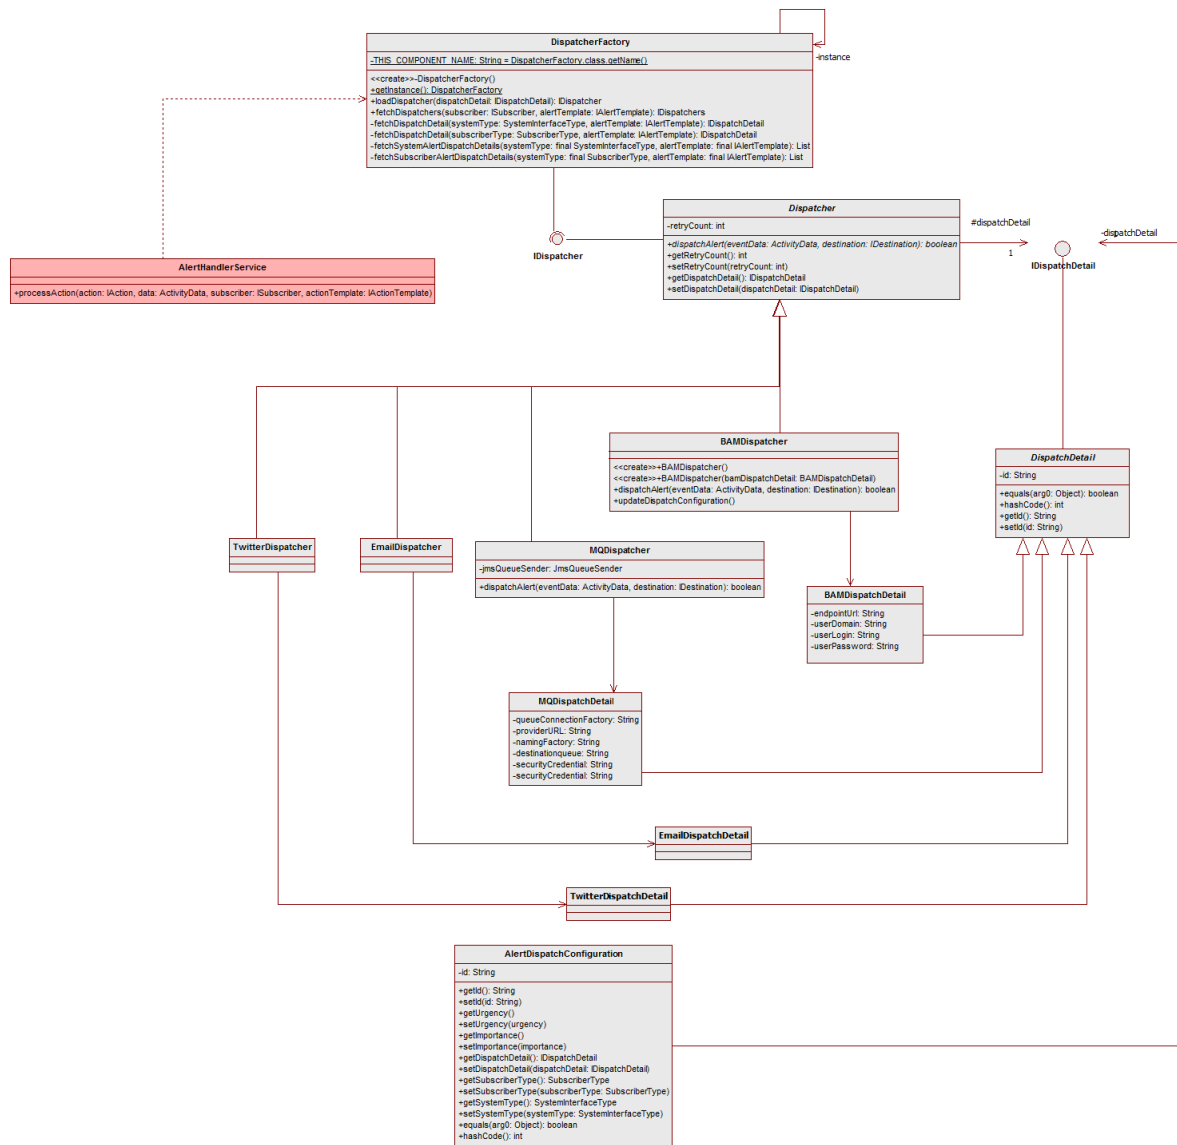 DispatcherFactory
-THIS_COMPONENT_NAME: String = DispatcherFactory.class.getName()
<<create>>-DispatcherFactory()
+getInstance(): DispatcherFactory
+loadDispatcher(dispatchDetail: IDispatchDetail): IDispatcher
+fetchDispatchers(subscriber: ISubscriber, alertTemplate: IAlertTemplate): IDispatchers
-fetchDispatchDetail(systemType: SystemInterfaceType, alertTemplate: IAlertTemplate): IDispatchDetail
-fetchDispatchDetail(subscriberType: SubscriberType, alertTemplate: IAlertTemplate): IDispatchDetail
-fetchSystemAlertDispatchDetails(systemType: final SystemInterfaceType, alertTemplate: final IAlertTemplate): List
-fetchSubscriberAlertDispatchDetails(systemType: final SubscriberType, alertTemplate: final IAlertTemplate): List
-instance
IDispatcher
Dispatcher
-retryCount: int
+dispatchAlert(eventData: ActivityData, destination: IDestination): boolean
+getRetryCount(): int
+setRetryCount(retryCount: int)
+getDispatchDetail(): IDispatchDetail
+setDispatchDetail(dispatchDetail: IDispatchDetail)
#dispatchDetail
1
-dispatchDetail
1
IDispatchDetail
AlertHandlerService
+processAction(action: IAction, data: ActivityData, subscriber: ISubscriber, actionTemplate: IActionTemplate)
BAMDispatcher
<<create>>+BAMDispatcher()
<<create>>+BAMDispatcher(bamDispatchDetail: BAMDispatchDetail)
+dispatchAlert(eventData: ActivityData, destination: IDestination): boolean
+updateDispatchConfiguration()
DispatchDetail
-id: String
+equals(arg0: Object): boolean
+hashCode(): int
+getId(): String
+setId(id: String)
TwitterDispatcher
EmailDispatcher
MQDispatcher
-jmsQueueSender: JmsQueueSender
+dispatchAlert(eventData: ActivityData, destination: IDestination): boolean
BAMDispatchDetail
-endpointUrl: String
-userDomain: String
-userLogin: String
-userPassword: String
MQDispatchDetail
-queueConnectionFactory: String
-providerURL: String
-namingFactory: String
-destinationqueue: String
-securityCredential: String
-securityCredential: String
EmailDispatchDetail
TwitterDispatchDetail
AlertDispatchConfiguration
-id: String
+getId(): String
+setId(id: String)
+getUrgency()
+setUrgency(urgency)
+getImportance()
+setImportance(importance)
+getDispatchDetail(): IDispatchDetail
+setDispatchDetail(dispatchDetail: IDispatchDetail)
+getSubscriberType(): SubscriberType
+setSubscriberType(subscriberType: SubscriberType)
+getSystemType(): SystemInterfaceType
+setSystemType(systemType: SystemInterfaceType)
+equals(arg0: Object): boolean
+hashCode(): int